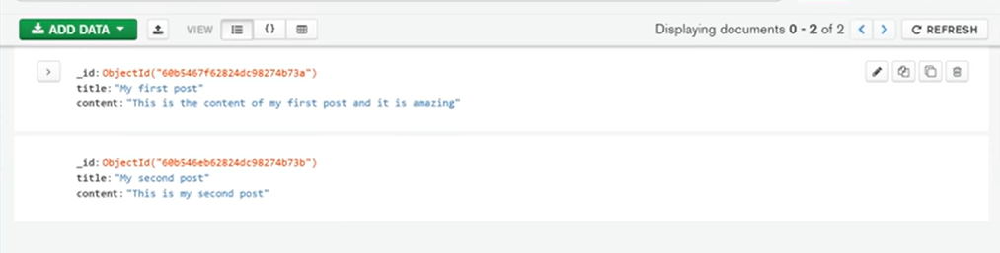 ADD DATA VIEW {} Displaying documents 0 - 2 of 2 REFRESH
_id: ObjectId("60b5467f62824dc98274b73a")
title: "My first post"
content: "This is the content of my first post and it is amazing"
_id: ObjectId("60b546eb62824dc98274b73b")
title: "My second post"
content: "This is my second post"